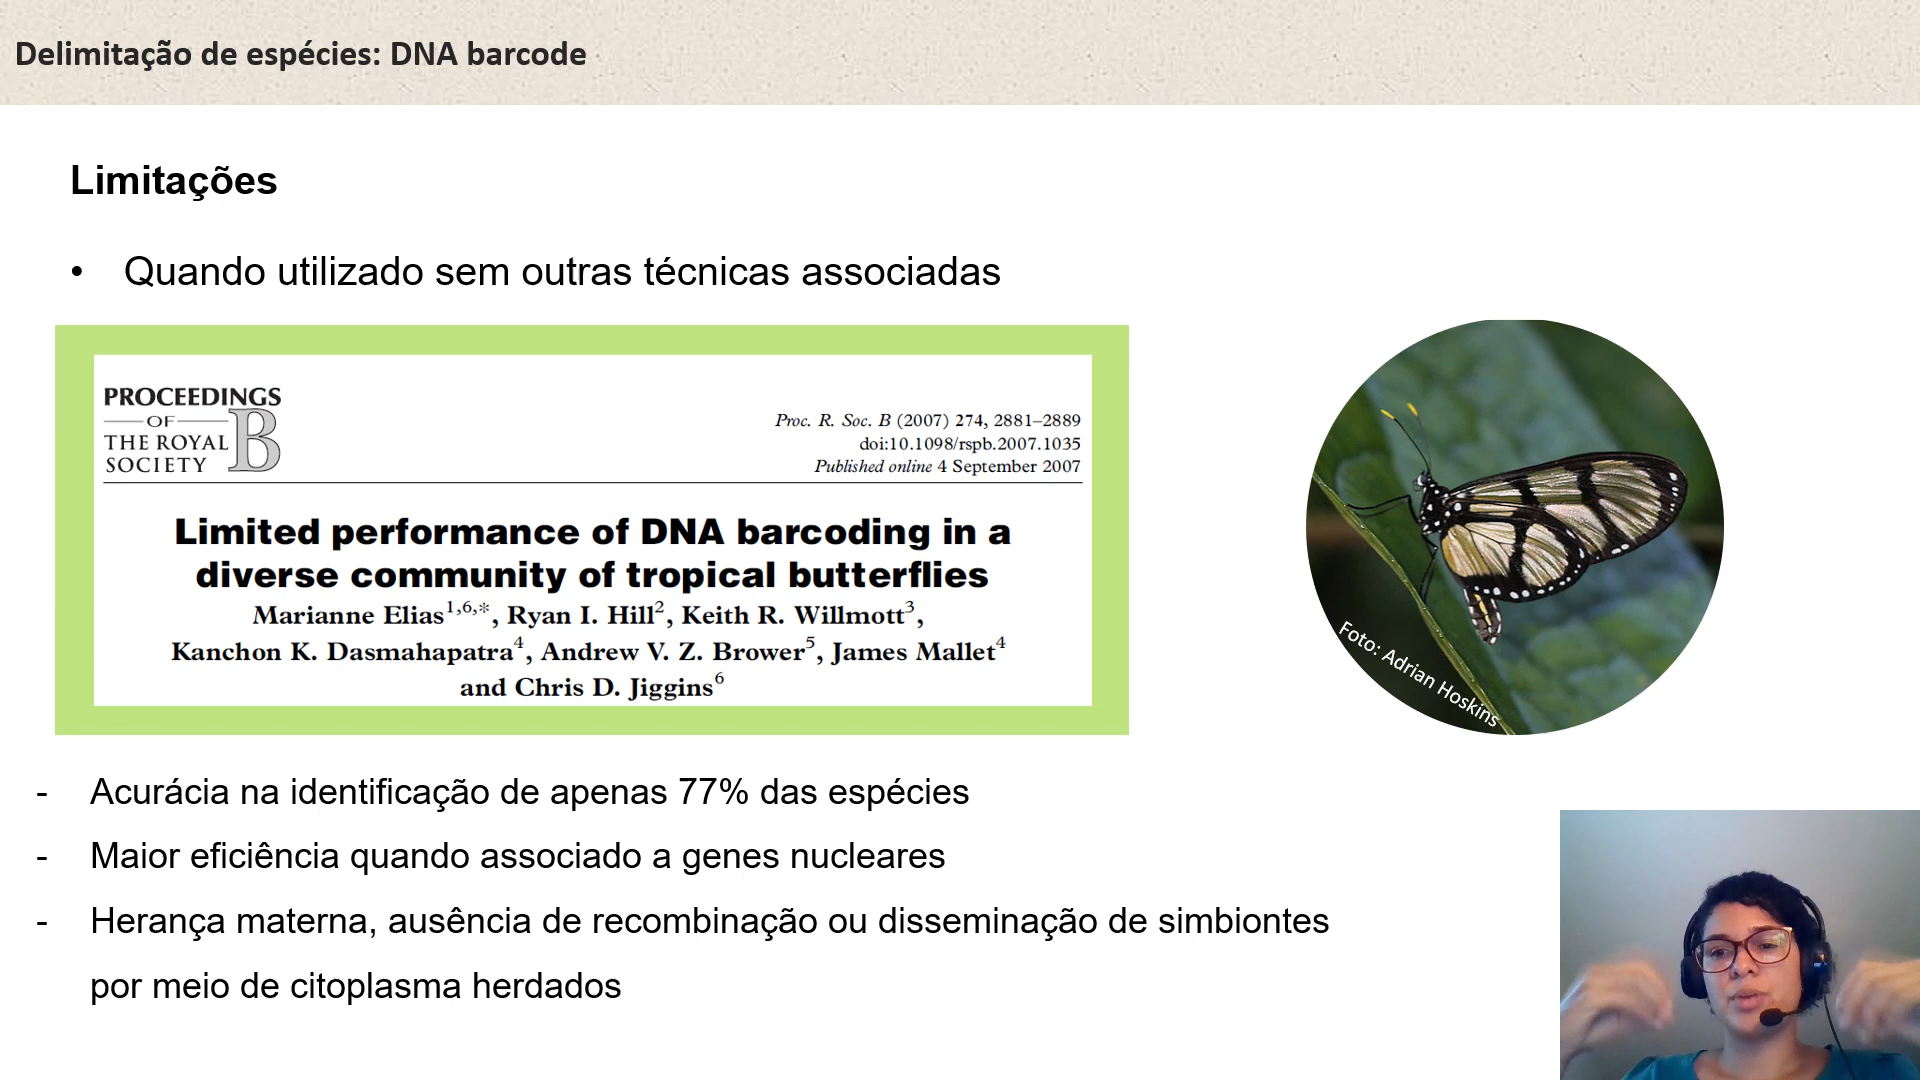 Delimitação de espécies: DNA barcode
Limitações
• Quando utilizado sem outras técnicas associadas
PROCEEDINGS
OF
THE ROYAL
SOCIETY
B
Proc. R. Soc. B (2007) 274, 2881–2889
doi:10.1098/rspb.2007.1035
Published online 4 September 2007
Limited performance of DNA barcoding in a
diverse community of tropical butterflies
Marianne Elias1,6,*, Ryan I. Hill2, Keith R. Willmott3,
Kanchon K. Dasmahapatra4, Andrew V. Z. Brower5, James Mallet4
and Chris D. Jiggins6
Foto: Adrian Hoskins
- Acurácia na identificação de apenas 77% das espécies
- Maior eficiência quando associado a genes nucleares
- Herança materna, ausência de recombinação ou disseminação de simbiontes
por meio de citoplasma herdados